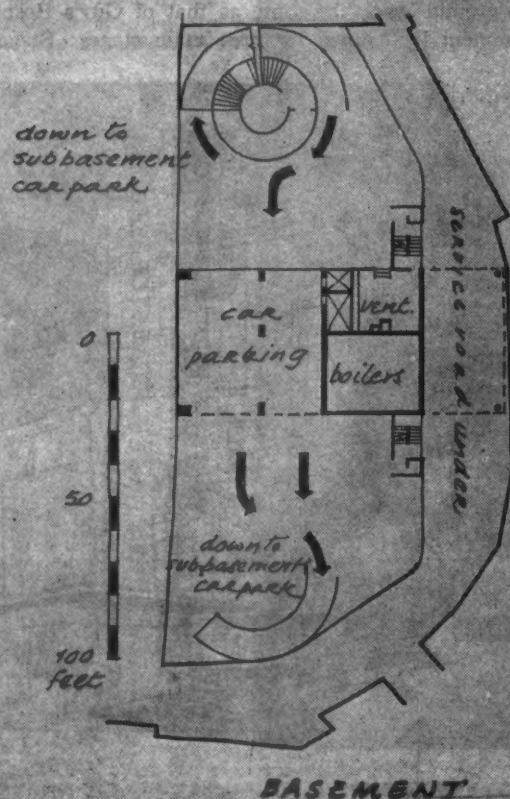 down to
subbasement
car park
0
car
parking
vent.
boilers
service road under
50
down to
subbasement
car park
100
feet
BASEMENT